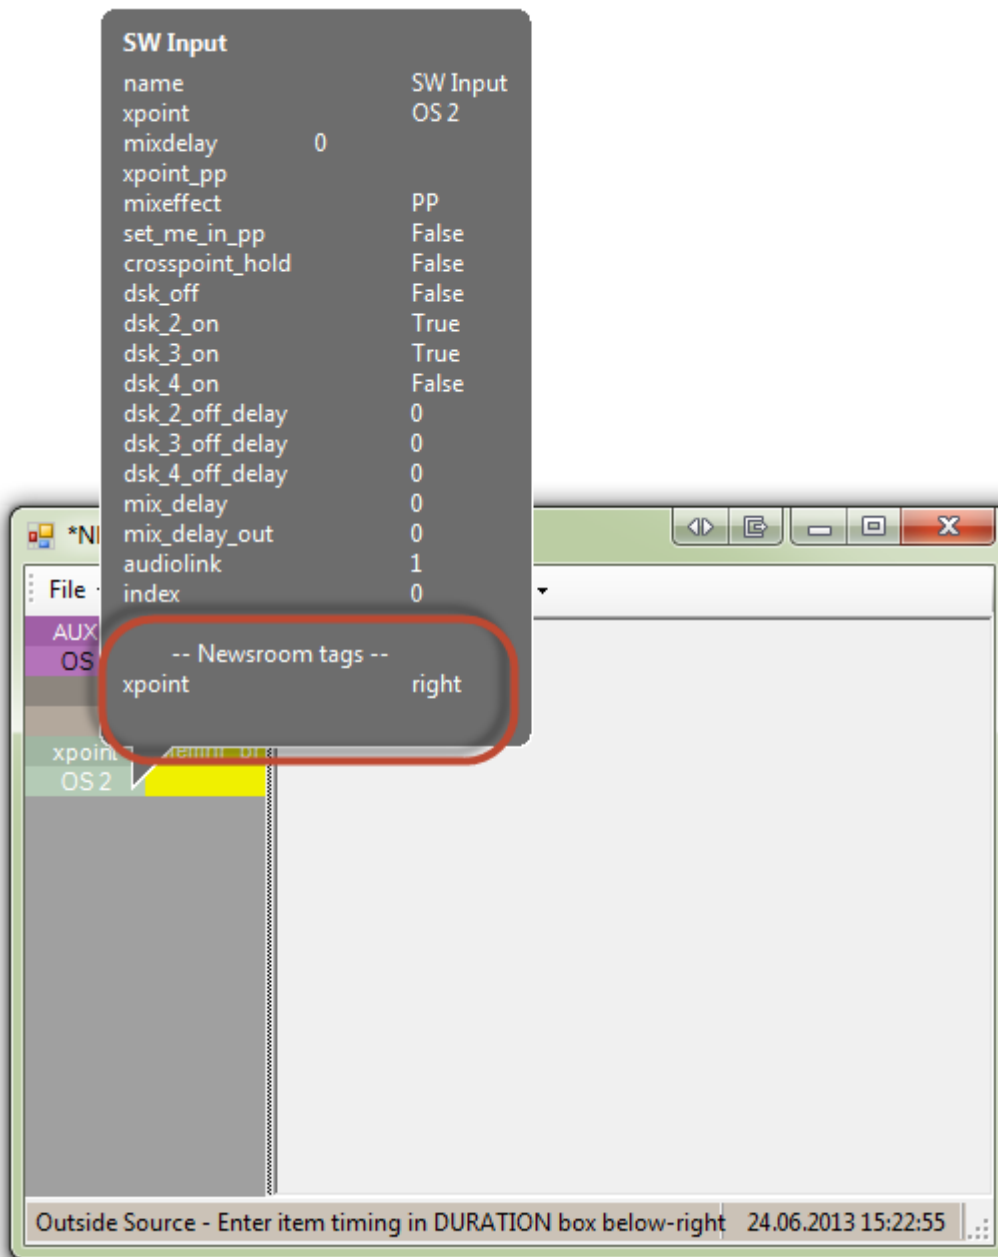 SW Input
name SW Input
xpoint OS 2
mixdelay 0
xpoint_pp
mixeffect PP
set_me_in_pp False
crosspoint_hold False
dsk_off False
dsk_2_on True
dsk_3_on True
dsk_4_on False
dsk_2_off_delay 0
dsk_3_off_delay 0
dsk_4_off_delay 0
mix_delay 0
mix_delay_out 0
audiolink 1
index 0
-- Newsroom tags --
xpoint right
File
AUX
OS
xpoint
OS 2
Outside Source - Enter item timing in DURATION box below-right 24.06.2013 15:22:55